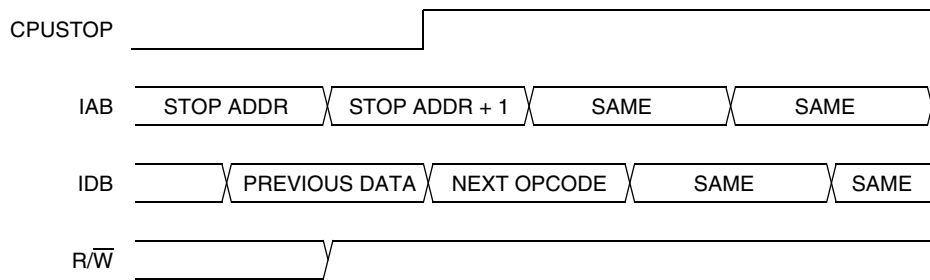 CPUSTOP
IAB STOP ADDR STOP ADDR + 1 SAME SAME
IDB PREVIOUS DATA NEXT OPCODE SAME SAME
R/W̅